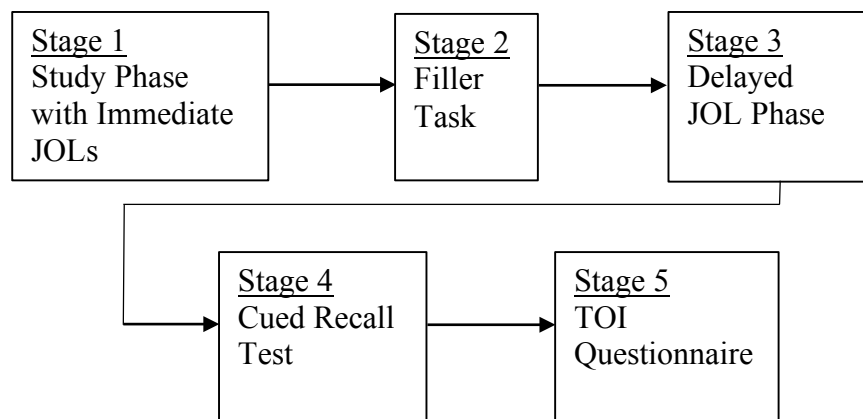 Stage 1
Study Phase
with Immediate
JOLs
Stage 2
Filler
Task
Stage 3
Delayed
JOL Phase
Stage 4
Cued Recall
Test
Stage 5
TOI
Questionnaire